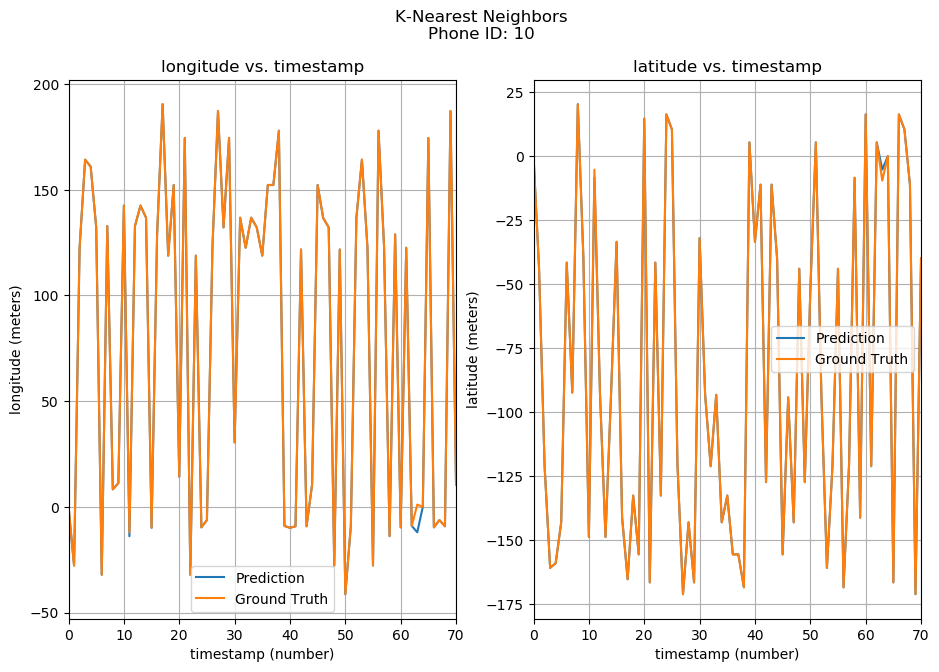 K-Nearest Neighbors
Phone ID: 10
longitude vs. timestamp
200
150
100
50
0
−50
longitude (meters)
0 10 20 30 40 50 60 70
timestamp (number)
Prediction
Ground Truth
latitude vs. timestamp
25
0
−25
−50
−75
−100
−125
−150
−175
latitude (meters)
0 10 20 30 40 50 60 70
timestamp (number)
Prediction
Ground Truth